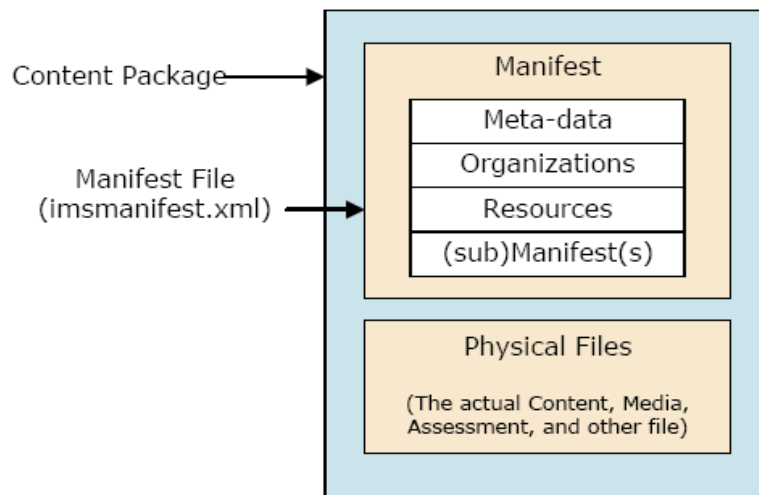 Content Package
Manifest File
(imsmanifest.xml)
Manifest
Meta-data
Organizations
Resources
(sub)Manifest(s)
Physical Files
(The actual Content, Media,
Assessment, and other file)